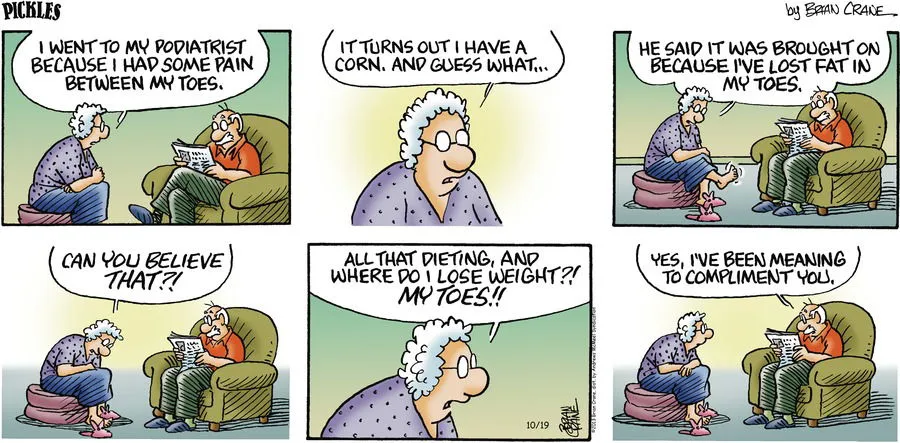 PICKLES
by BRIAN CRANE
I WENT TO MY PODIATRIST
BECAUSE I HAD SOME PAIN
BETWEEN MY TOES.
IT TURNS OUT I HAVE A
CORN. AND GUESS WHAT...
HE SAID IT WAS BROUGHT ON
BECAUSE I'VE LOST FAT IN
MY TOES.
CAN YOU BELIEVE
THAT?!
ALL THAT DIETING, AND
WHERE DO I LOSE WEIGHT?!
MY TOES!!
10/19
BRIAN
CRANE
YES, I'VE BEEN MEANING
TO COMPLIMENT YOU.